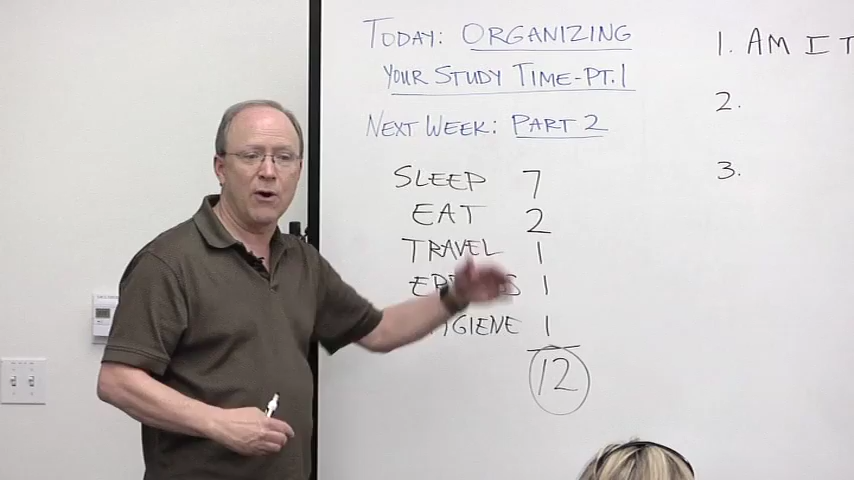 TODAY: ORGANIZING
YOUR STUDY TIME-PT.1
NEXT WEEK: PART 2
SLEEP 7
EAT 2
TRAVEL 1
1
HYGIENE 1
12
1. AM I
2.
3.